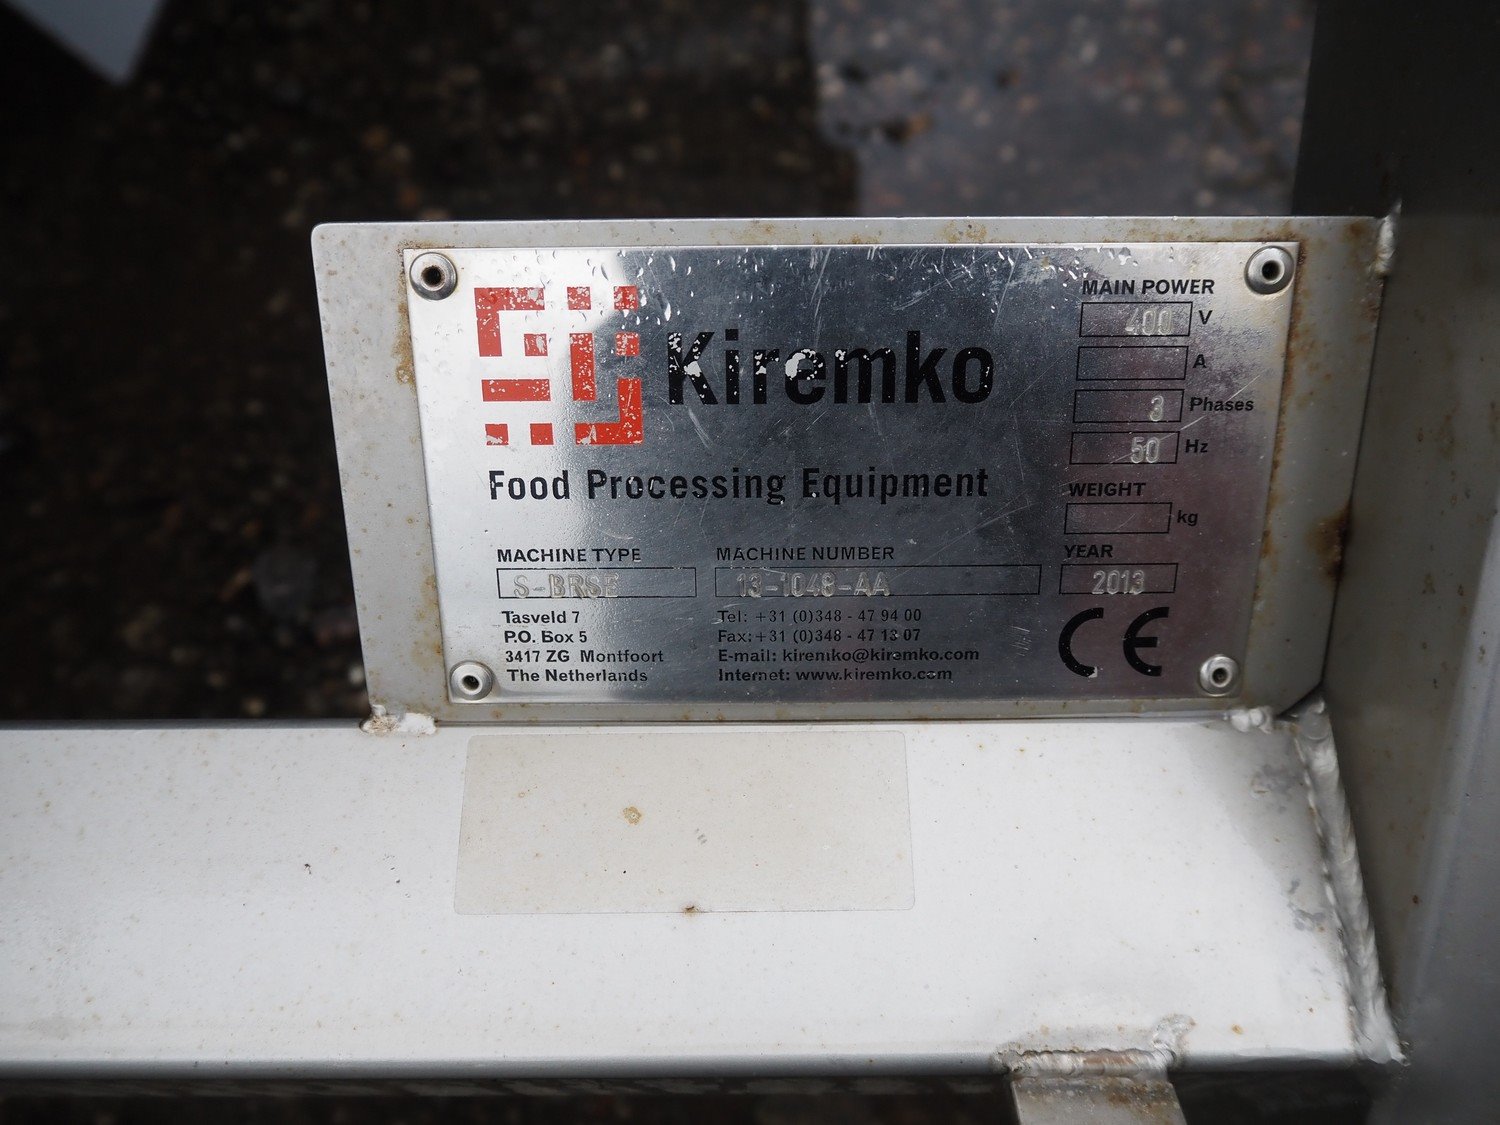 Kiremko
Food Processing Equipment
MAIN POWER
400 V
A
3 Phases
50 Hz
WEIGHT
kg
MACHINE TYPE
S-BRSE
MACHINE NUMBER
13-1048-AA
YEAR
2013
Tasveld 7
P.O. Box 5
3417 ZG Montfoort
The Netherlands
Tel: +31 (0)348 - 47 94 00
Fax: +31 (0)348 - 47 13 07
E-mail: kiremko@kiremko.com
Internet: www.kiremko.com
CE